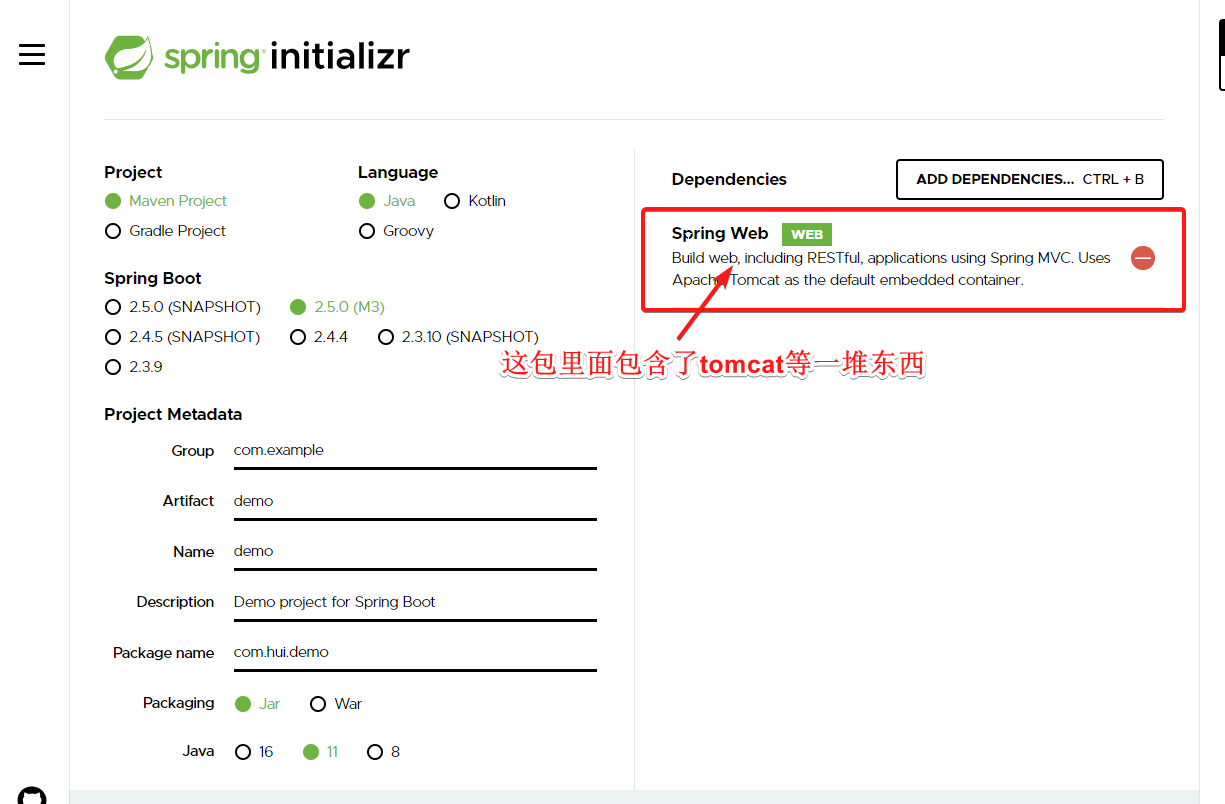 spring initializr
Project
Maven Project
Gradle Project
Language
Java Kotlin
Groovy
Spring Boot
2.5.0 (SNAPSHOT) 2.5.0 (M3)
2.4.5 (SNAPSHOT) 2.4.4 2.3.10 (SNAPSHOT)
2.3.9
Project Metadata
Group com.example
Artifact demo
Name demo
Description Demo project for Spring Boot
Package name com.hui.demo
Packaging Jar War
Java 16 11 8
Dependencies
ADD DEPENDENCIES... CTRL + B
Spring Web WEB
Build web, including RESTful, applications using Spring MVC. Uses
Apache Tomcat as the default embedded container.
这包里面包含了tomcat等一堆东西